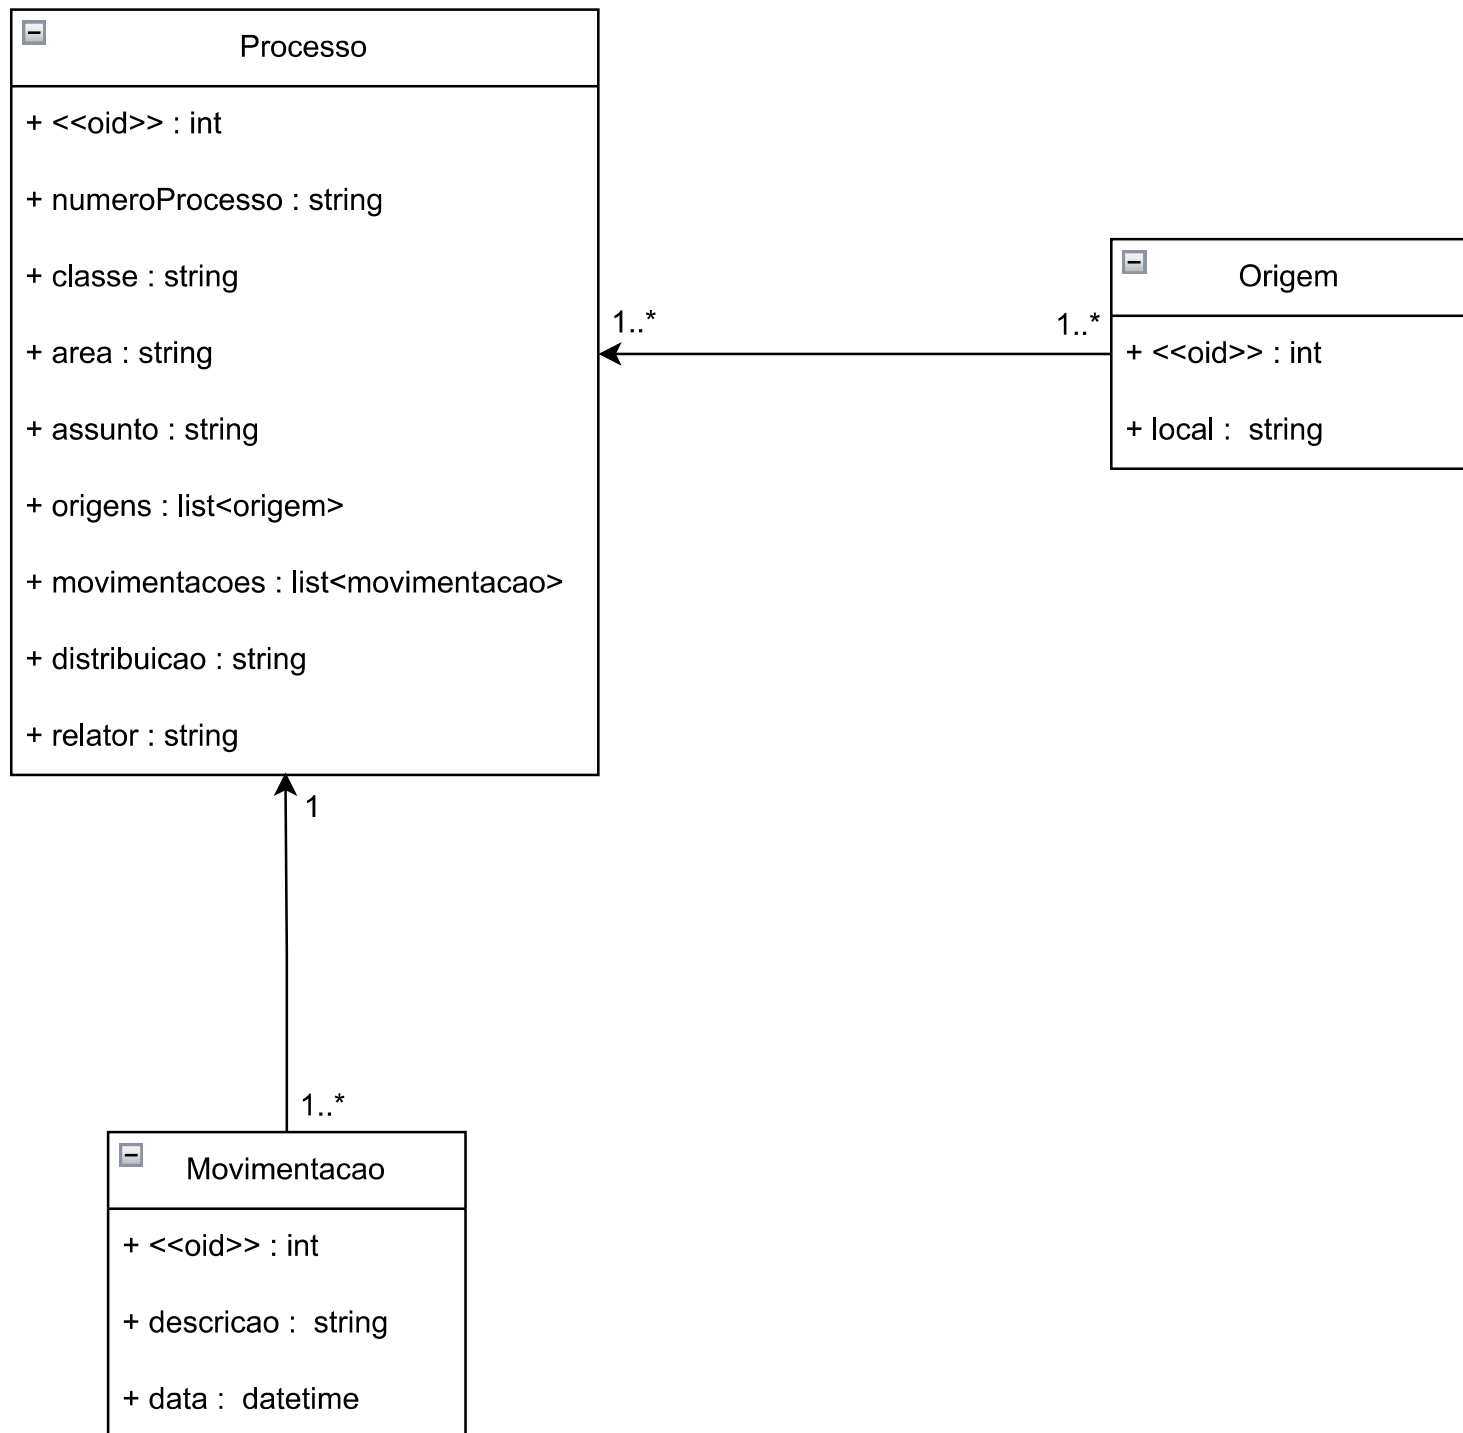 Processo
+ <<oid>> : int
+ numeroProcesso : string
+ classe : string
+ area : string
+ assunto : string
+ origens : list<origem>
+ movimentacoes : list<movimentacao>
+ distribuicao : string
+ relator : string
1..*
1..*
Origem
+ <<oid>> : int
+ local :  string
1
1..*
Movimentacao
+ <<oid>> : int
+ descricao :  string
+ data :  datetime